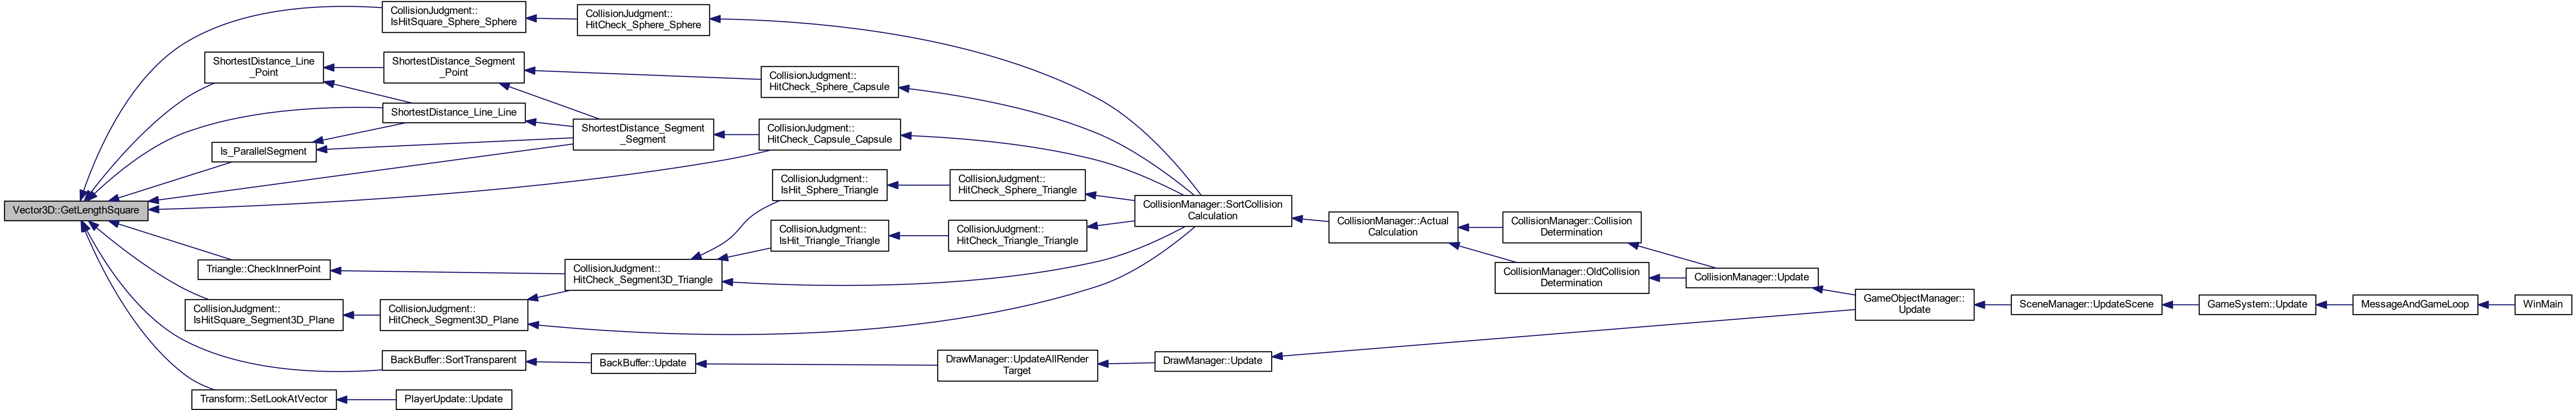 Vector3D::GetLengthSquare
CollisionJudgment::
IsHitSquare_Sphere_Sphere
CollisionJudgment::
HitCheck_Sphere_Sphere
ShortestDistance_Line
_Point
ShortestDistance_Segment
_Point
CollisionJudgment::
HitCheck_Sphere_Capsule
ShortestDistance_Line_Line
Is_ParallelSegment
ShortestDistance_Segment
_Segment
CollisionJudgment::
HitCheck_Capsule_Capsule
CollisionJudgment::
IsHit_Sphere_Triangle
CollisionJudgment::
HitCheck_Sphere_Triangle
CollisionJudgment::
IsHit_Triangle_Triangle
CollisionJudgment::
HitCheck_Triangle_Triangle
Triangle::CheckInnerPoint
CollisionJudgment::
HitCheck_Segment3D_Triangle
CollisionJudgment::
IsHitSquare_Segment3D_Plane
CollisionJudgment::
HitCheck_Segment3D_Plane
CollisionManager::SortCollision
Calculation
CollisionManager::Actual
Calculation
CollisionManager::Collision
Determination
CollisionManager::OldCollision
Determination
CollisionManager::Update
GameObjectManager::
Update
SceneManager::UpdateScene
GameSystem::Update
MessageAndGameLoop
WinMain
BackBuffer::SortTransparent
BackBuffer::Update
DrawManager::UpdateAllRender
Target
DrawManager::Update
Transform::SetLookAtVector
PlayerUpdate::Update